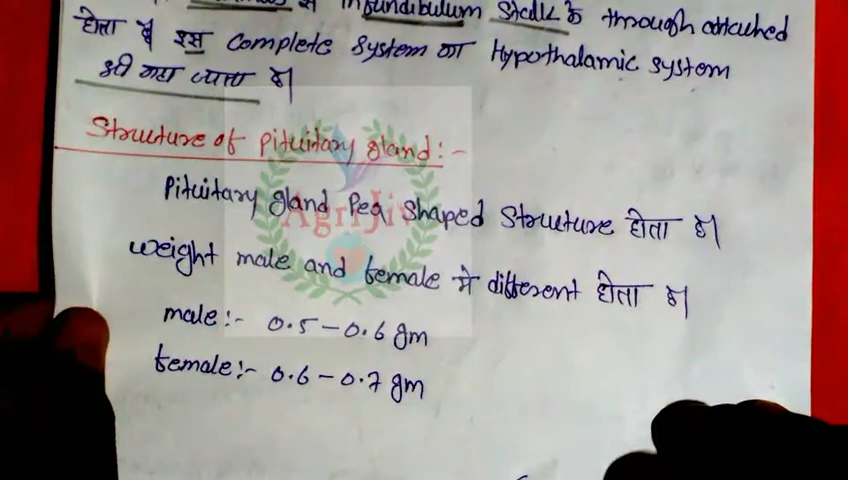 से Infundibulum Stalk के through attached
होता है इस Complete System का Hypothalamic System
भी कहा जाता है।
Structure of Pituitary gland:-
Pituitary gland Pea Shaped Structure होता है।
weight male and female में different होता है।
male:- 0.5-0.6 gm
female:- 0.6-0.7 gm
AgriJiv